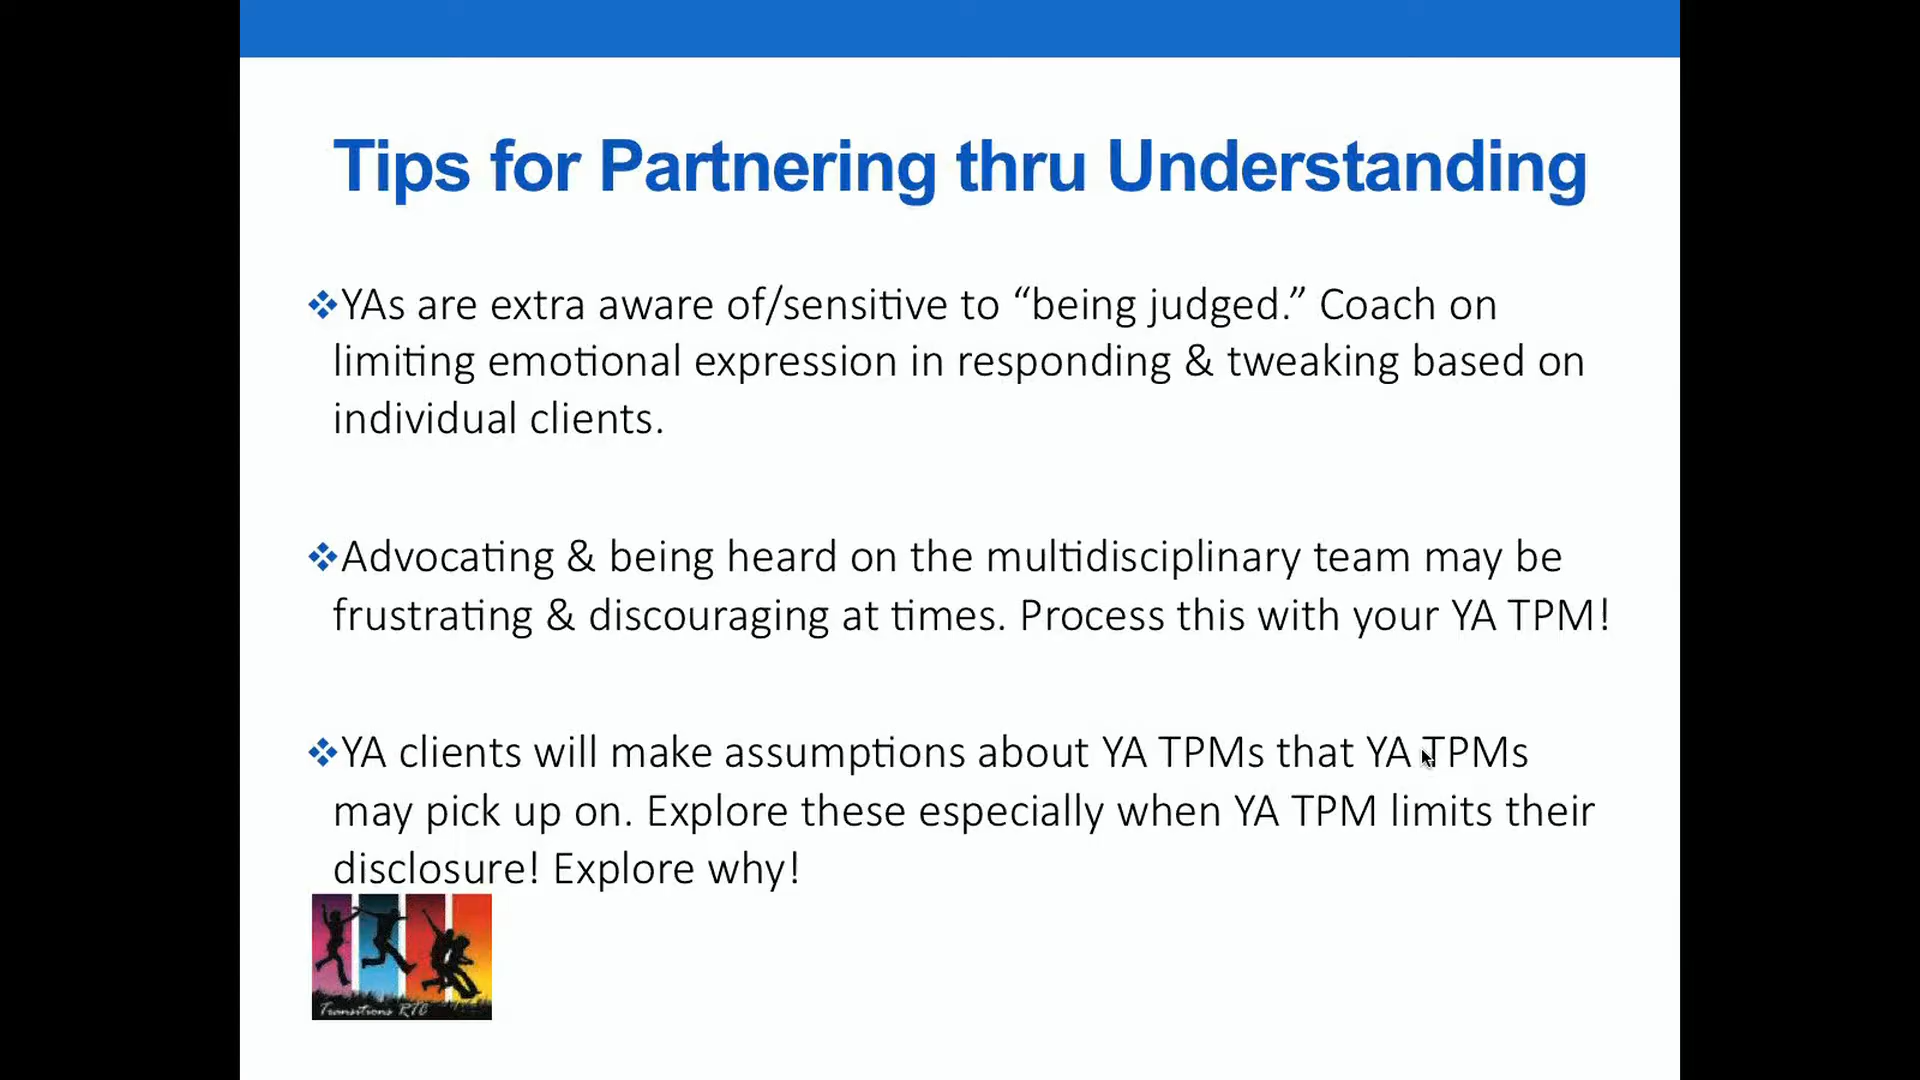 Tips for Partnering thru Understanding
❖YAs are extra aware of/sensitive to “being judged.” Coach on
limiting emotional expression in responding & tweaking based on
individual clients.
❖Advocating & being heard on the multidisciplinary team may be
frustrating & discouraging at times. Process this with your YA TPM!
❖YA clients will make assumptions about YA TPMs that YA TPMs
may pick up on. Explore these especially when YA TPM limits their
disclosure! Explore why!
Transitions RTC